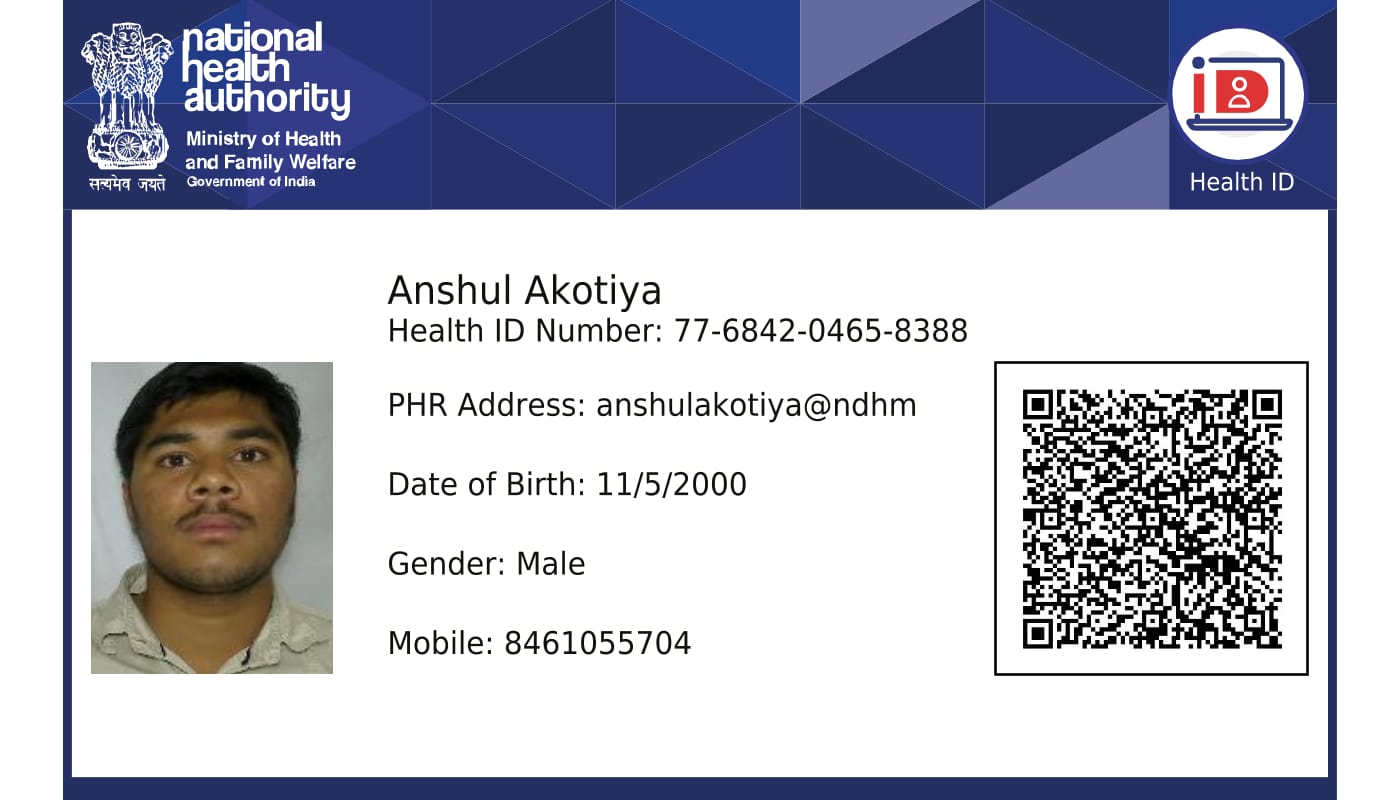 national
health
authority
Ministry of Health
and Family Welfare
Government of India
सत्यमेव जयते
iD
Health ID
Anshul Akotiya
Health ID Number: 77-6842-0465-8388
PHR Address: anshulakotiya@ndhm
Date of Birth: 11/5/2000
Gender: Male
Mobile: 8461055704